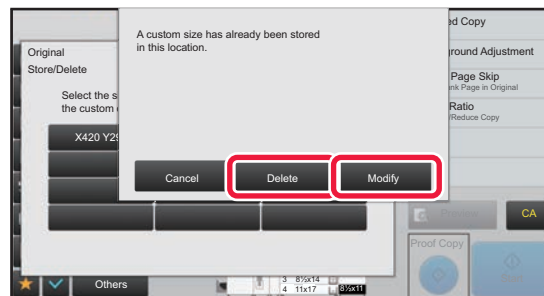 A custom size has already been stored
in this location.
Cancel
Delete
Modify
Original
Store/Delete
Select the s
the custom
X420 Y29
ed Copy
round Adjustment
Page Skip
nk Page in Original
Ratio
/Reduce Copy
CA
Proof Copy
Others
3 8½x14
4 11x17
8½x11